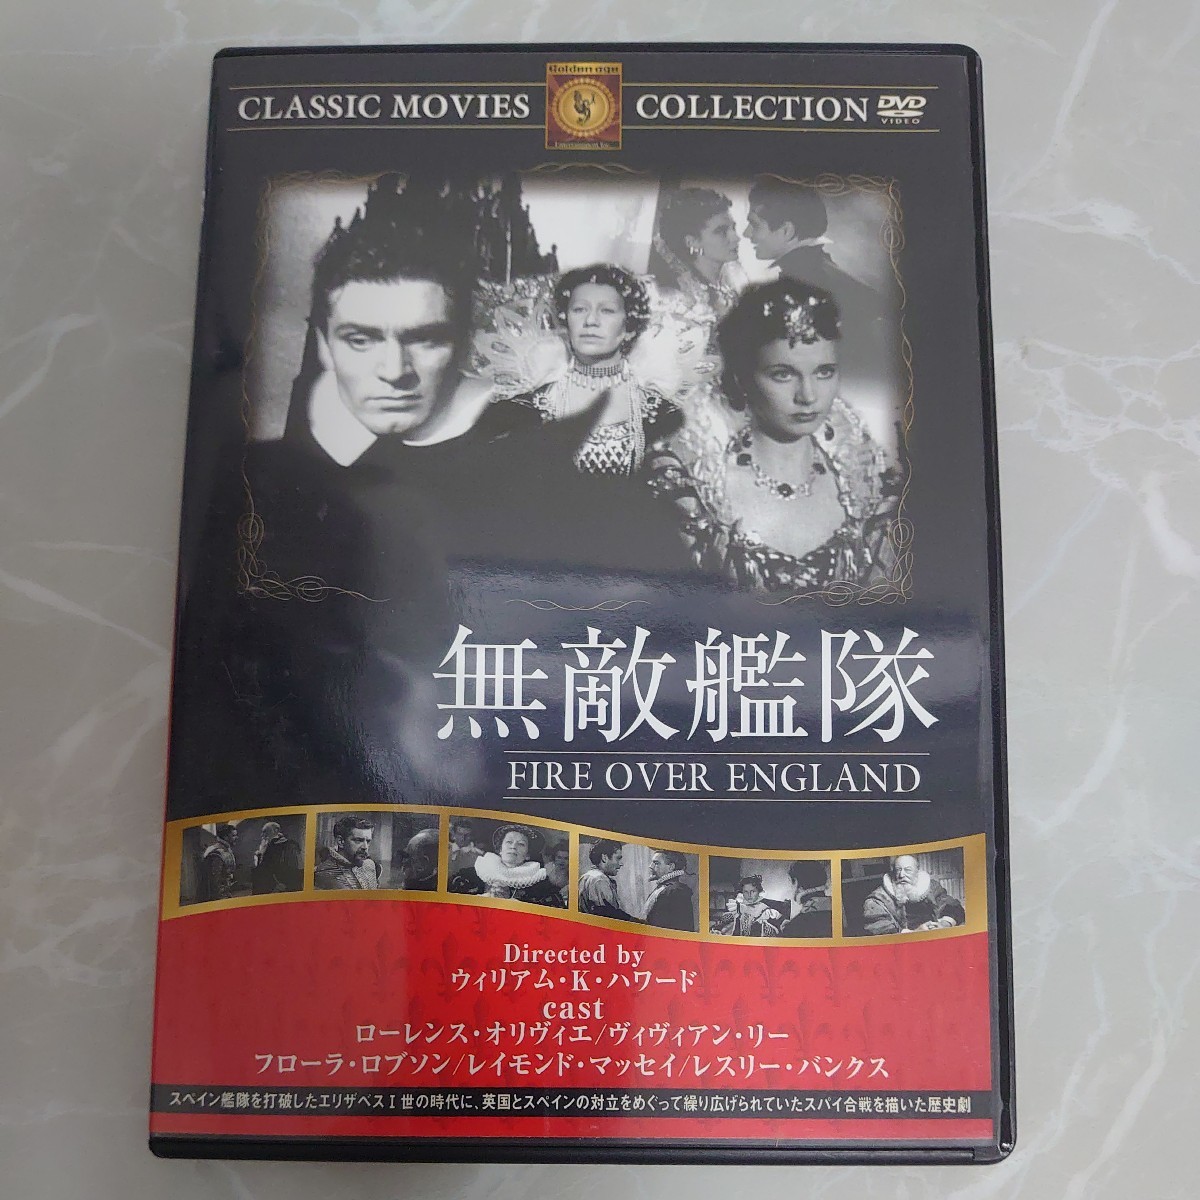 Golden age
CLASSIC MOVIES COLLECTION DVD
VIDEO
Entertainment Inc.
無敵艦隊
FIRE OVER ENGLAND
Directed by
ウィリアム・K・ハワード
cast
ローレンス・オリヴィエ/ヴィヴィアン・リー
フローラ・ロブソン/レイモンド・マッセイ/レスリー・バンクス
スペイン艦隊を打破したエリザベスⅠ世の時代に、英国とスペインの対立をめぐって繰り広げられていたスパイ合戦を描いた歴史劇